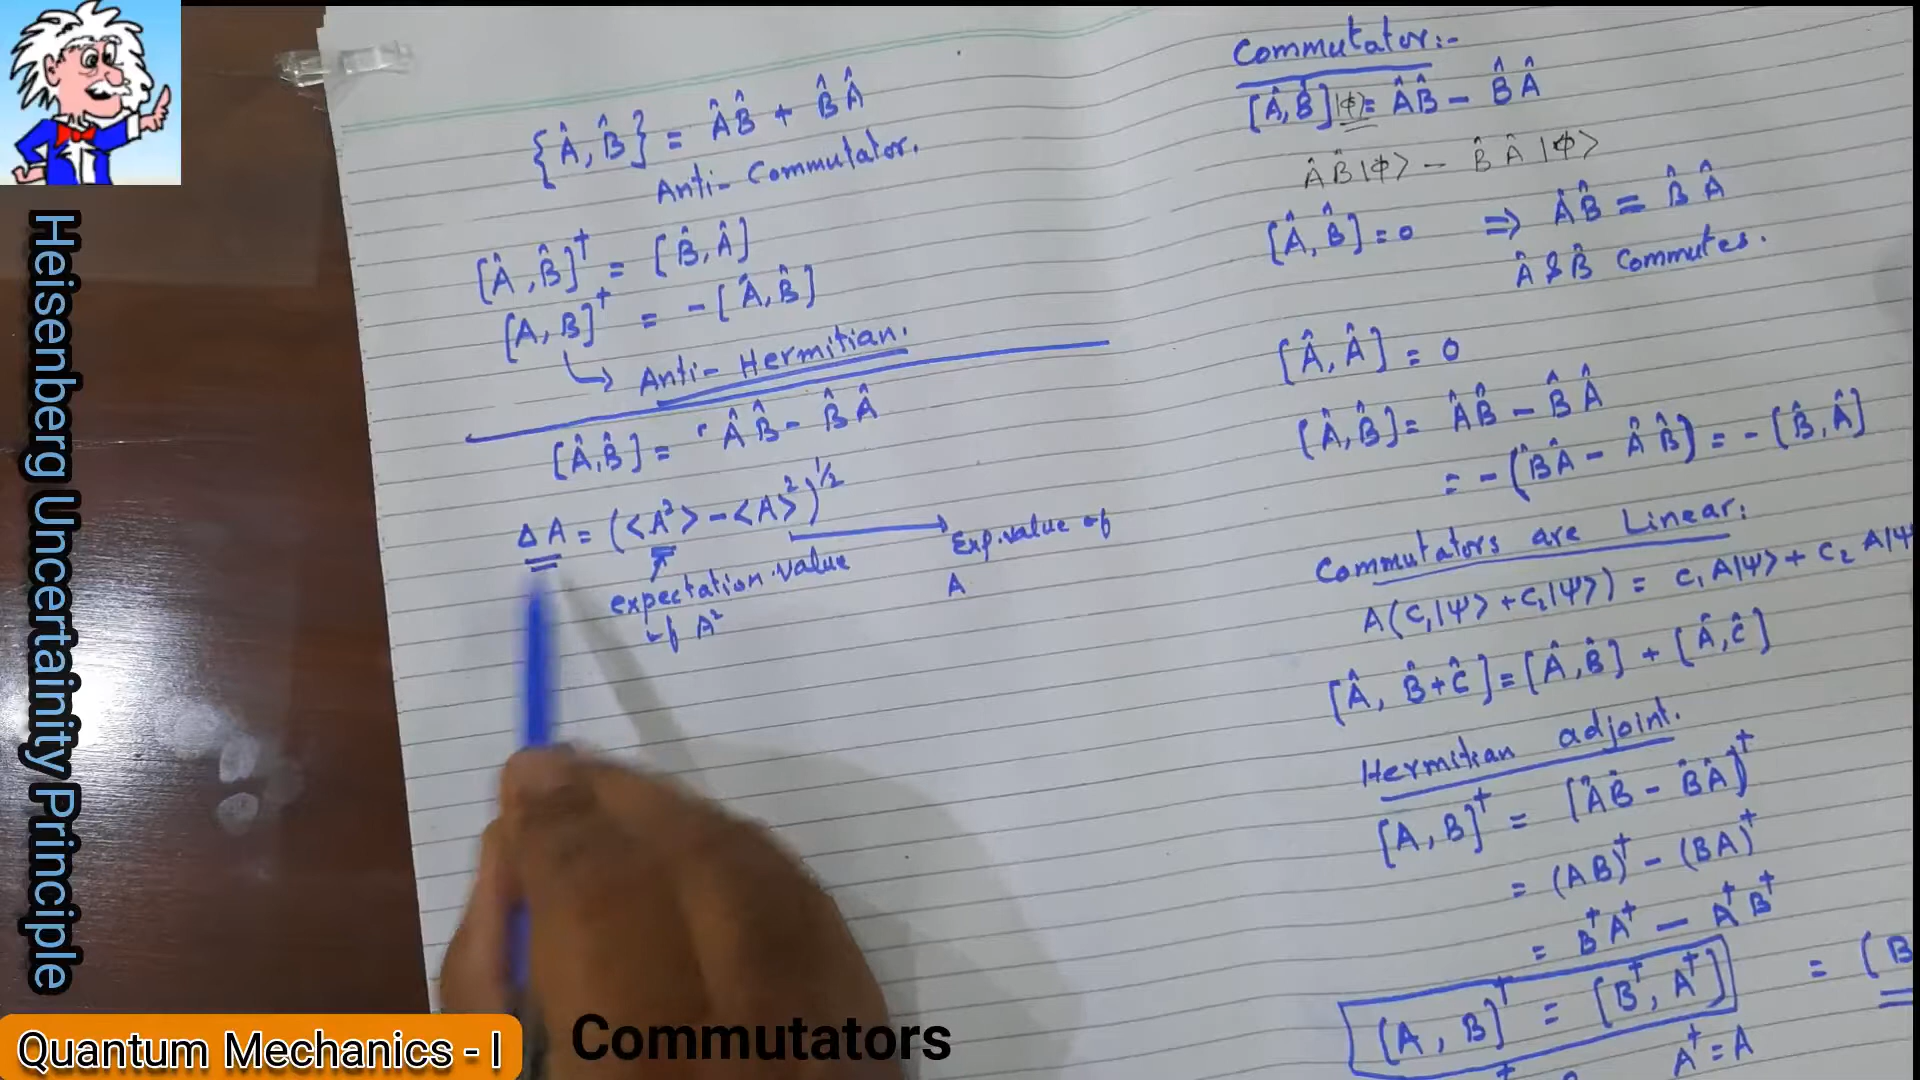 {Â, B̂} = ÂB̂ + B̂Â
Anti-Commutator.
[Â, B̂]† = [B̂, Â]
[A, B]† = -[Â, B̂]
↳ Anti-Hermitian.
[Â, B̂] = ÂB̂ - B̂Â
ΔA = (<A²> - <A>²)^1/2
expectation value
of A²
Exp. value of
A
Commutator:-
[Â, B̂]|ϕ> = ÂB̂ - B̂Â
ÂB̂|ϕ> - B̂Â|ϕ>
[Â, B̂] = 0 ⇒ ÂB̂ = B̂Â
Â & B̂ Commutes.
[Â, Â] = 0
[Â, B̂] = ÂB̂ - B̂Â
= -(B̂Â - ÂB̂) = -[B̂, Â]
Commutators are Linear:
A(C₁|ψ> + C₂|ψ>) = C₁A|ψ> + C₂ A|ψ
[Â, B̂+Ĉ] = [Â, B̂] + [Â, Ĉ]
Hermitian adjoint.
[A, B]† = [ÂB̂ - B̂Â]†
= (AB)† - (BA)†
= B†A† - A†B†
[A, B]† = [B†, A†] = (B
A† = A
Heisenberg Uncertainity Principle
Quantum Mechanics - I
Commutators